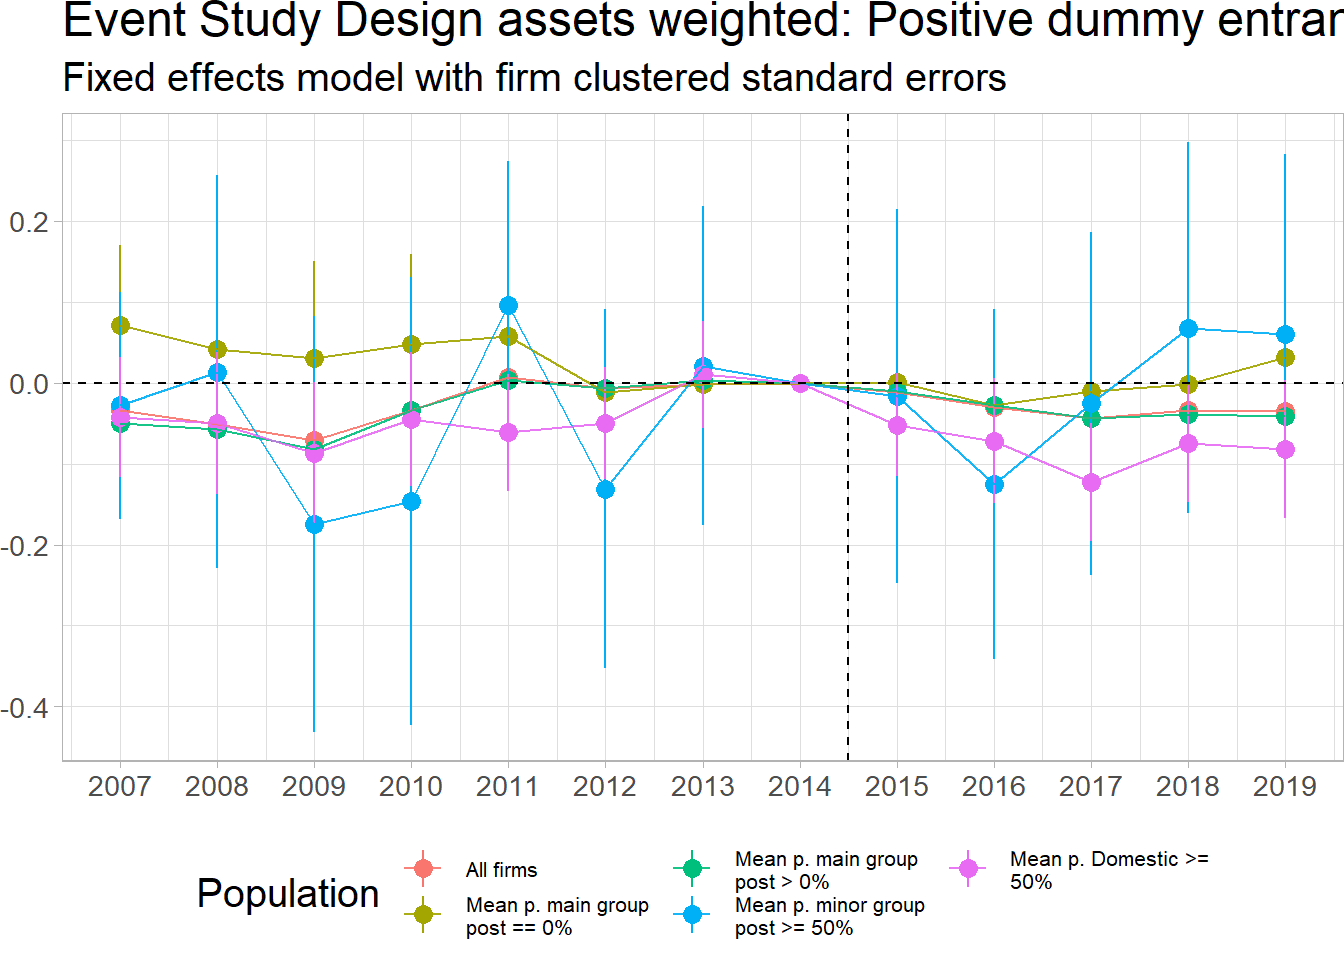 Event Study Design assets weighted: Positive dummy entran
Fixed effects model with firm clustered standard errors
0.2
0.0
-0.2
-0.4
2007 2008 2009 2010 2011 2012 2013 2014 2015 2016 2017 2018 2019
Population
All firms
Mean p. main group
post == 0%
Mean p. main group
post > 0%
Mean p. minor group
post >= 50%
Mean p. Domestic >=
50%